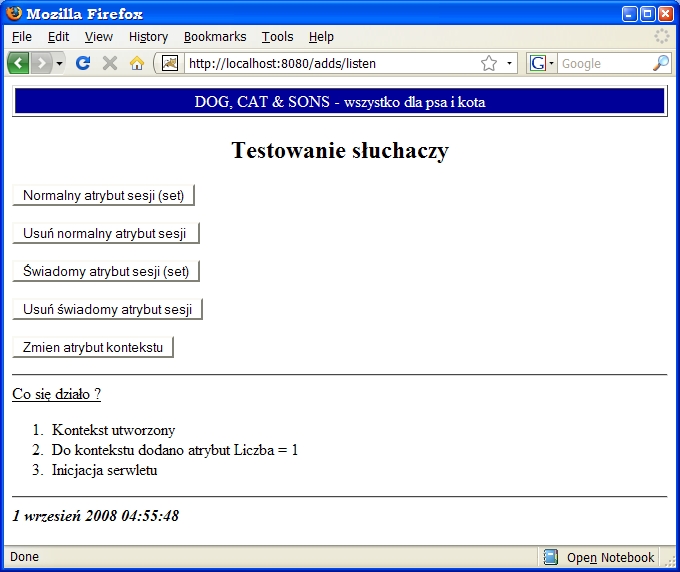 Mozilla Firefox
File Edit View History Bookmarks Tools Help
http://localhost:8080/adds/listen G Google
DOG, CAT & SONS - wszystko dla psa i kota
Testowanie słuchaczy
Normalny atrybut sesji (set)
Usuń normalny atrybut sesji
Świadomy atrybut sesji (set)
Usuń świadomy atrybut sesji
Zmien atrybut kontekstu
Co się działo ?
1. Kontekst utworzony
2. Do kontekstu dodano atrybut Liczba = 1
3. Inicjacja serwletu
1 wrzesień 2008 04:55:48
Done Open Notebook